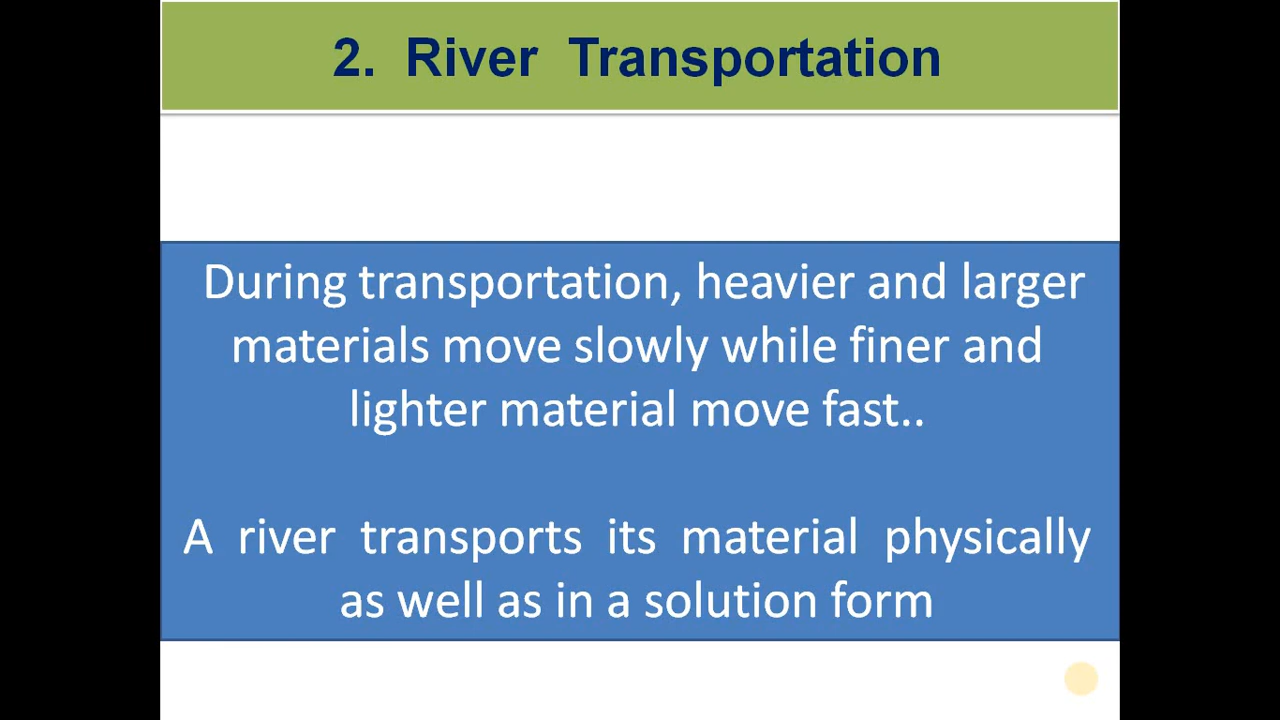 2. River Transportation
During transportation, heavier and larger
materials move slowly while finer and
lighter material move fast..
A river transports its material physically
as well as in a solution form